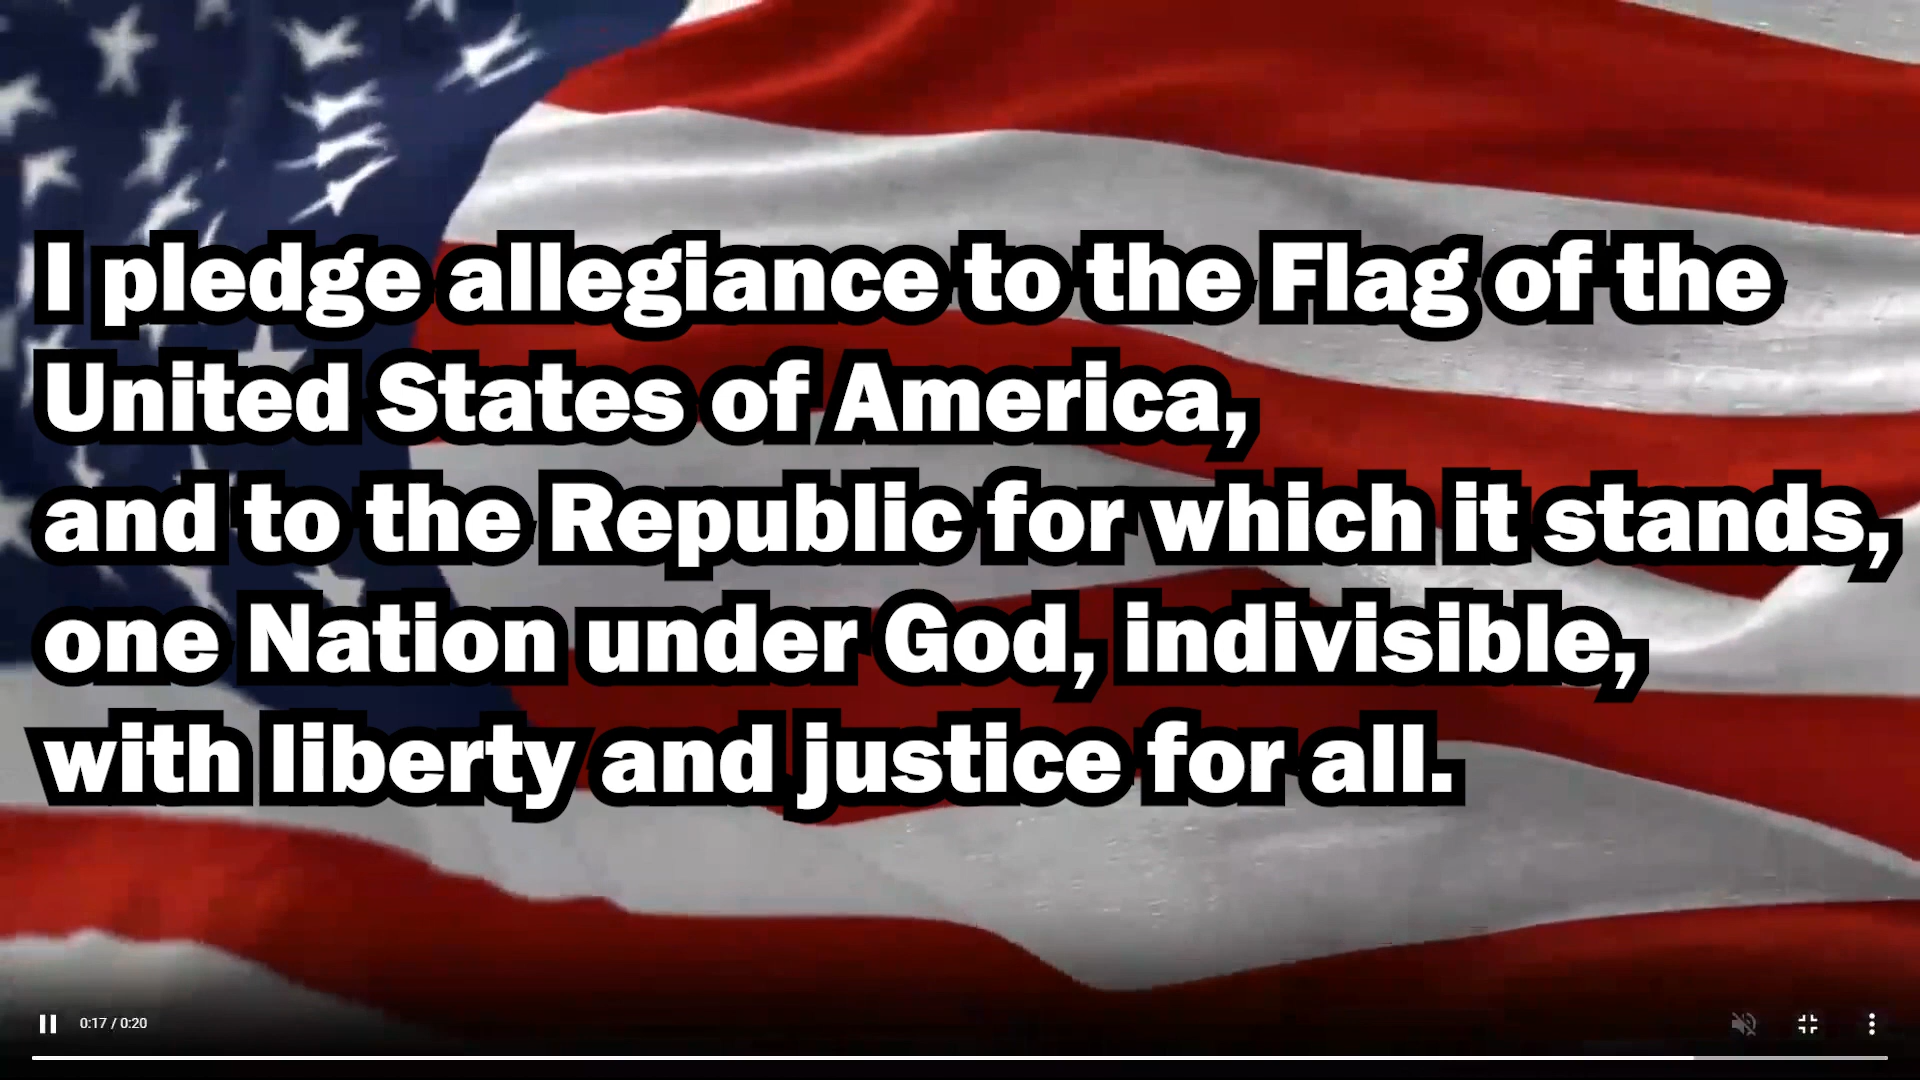 I pledge allegiance to the Flag of the
United States of America,
and to the Republic for which it stands,
one Nation under God, indivisible,
with liberty and justice for all.
0:17 / 0:20